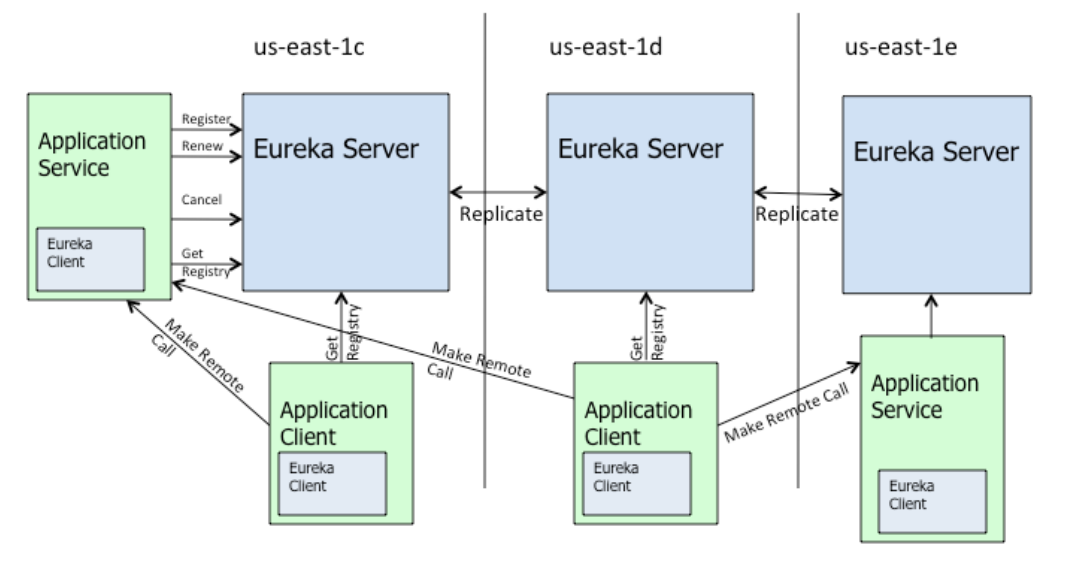 us-east-1c
us-east-1d
us-east-1e
Application
Service
Eureka
Client
Register
Renew
Cancel
Get
Registry
Eureka Server
Replicate
Eureka Server
Replicate
Eureka Server
Make Remote
Call
Get
Registry
Make Remote
Call
Get
Registry
Make Remote Call
Application
Client
Eureka
Client
Application
Client
Eureka
Client
Application
Service
Eureka
Client